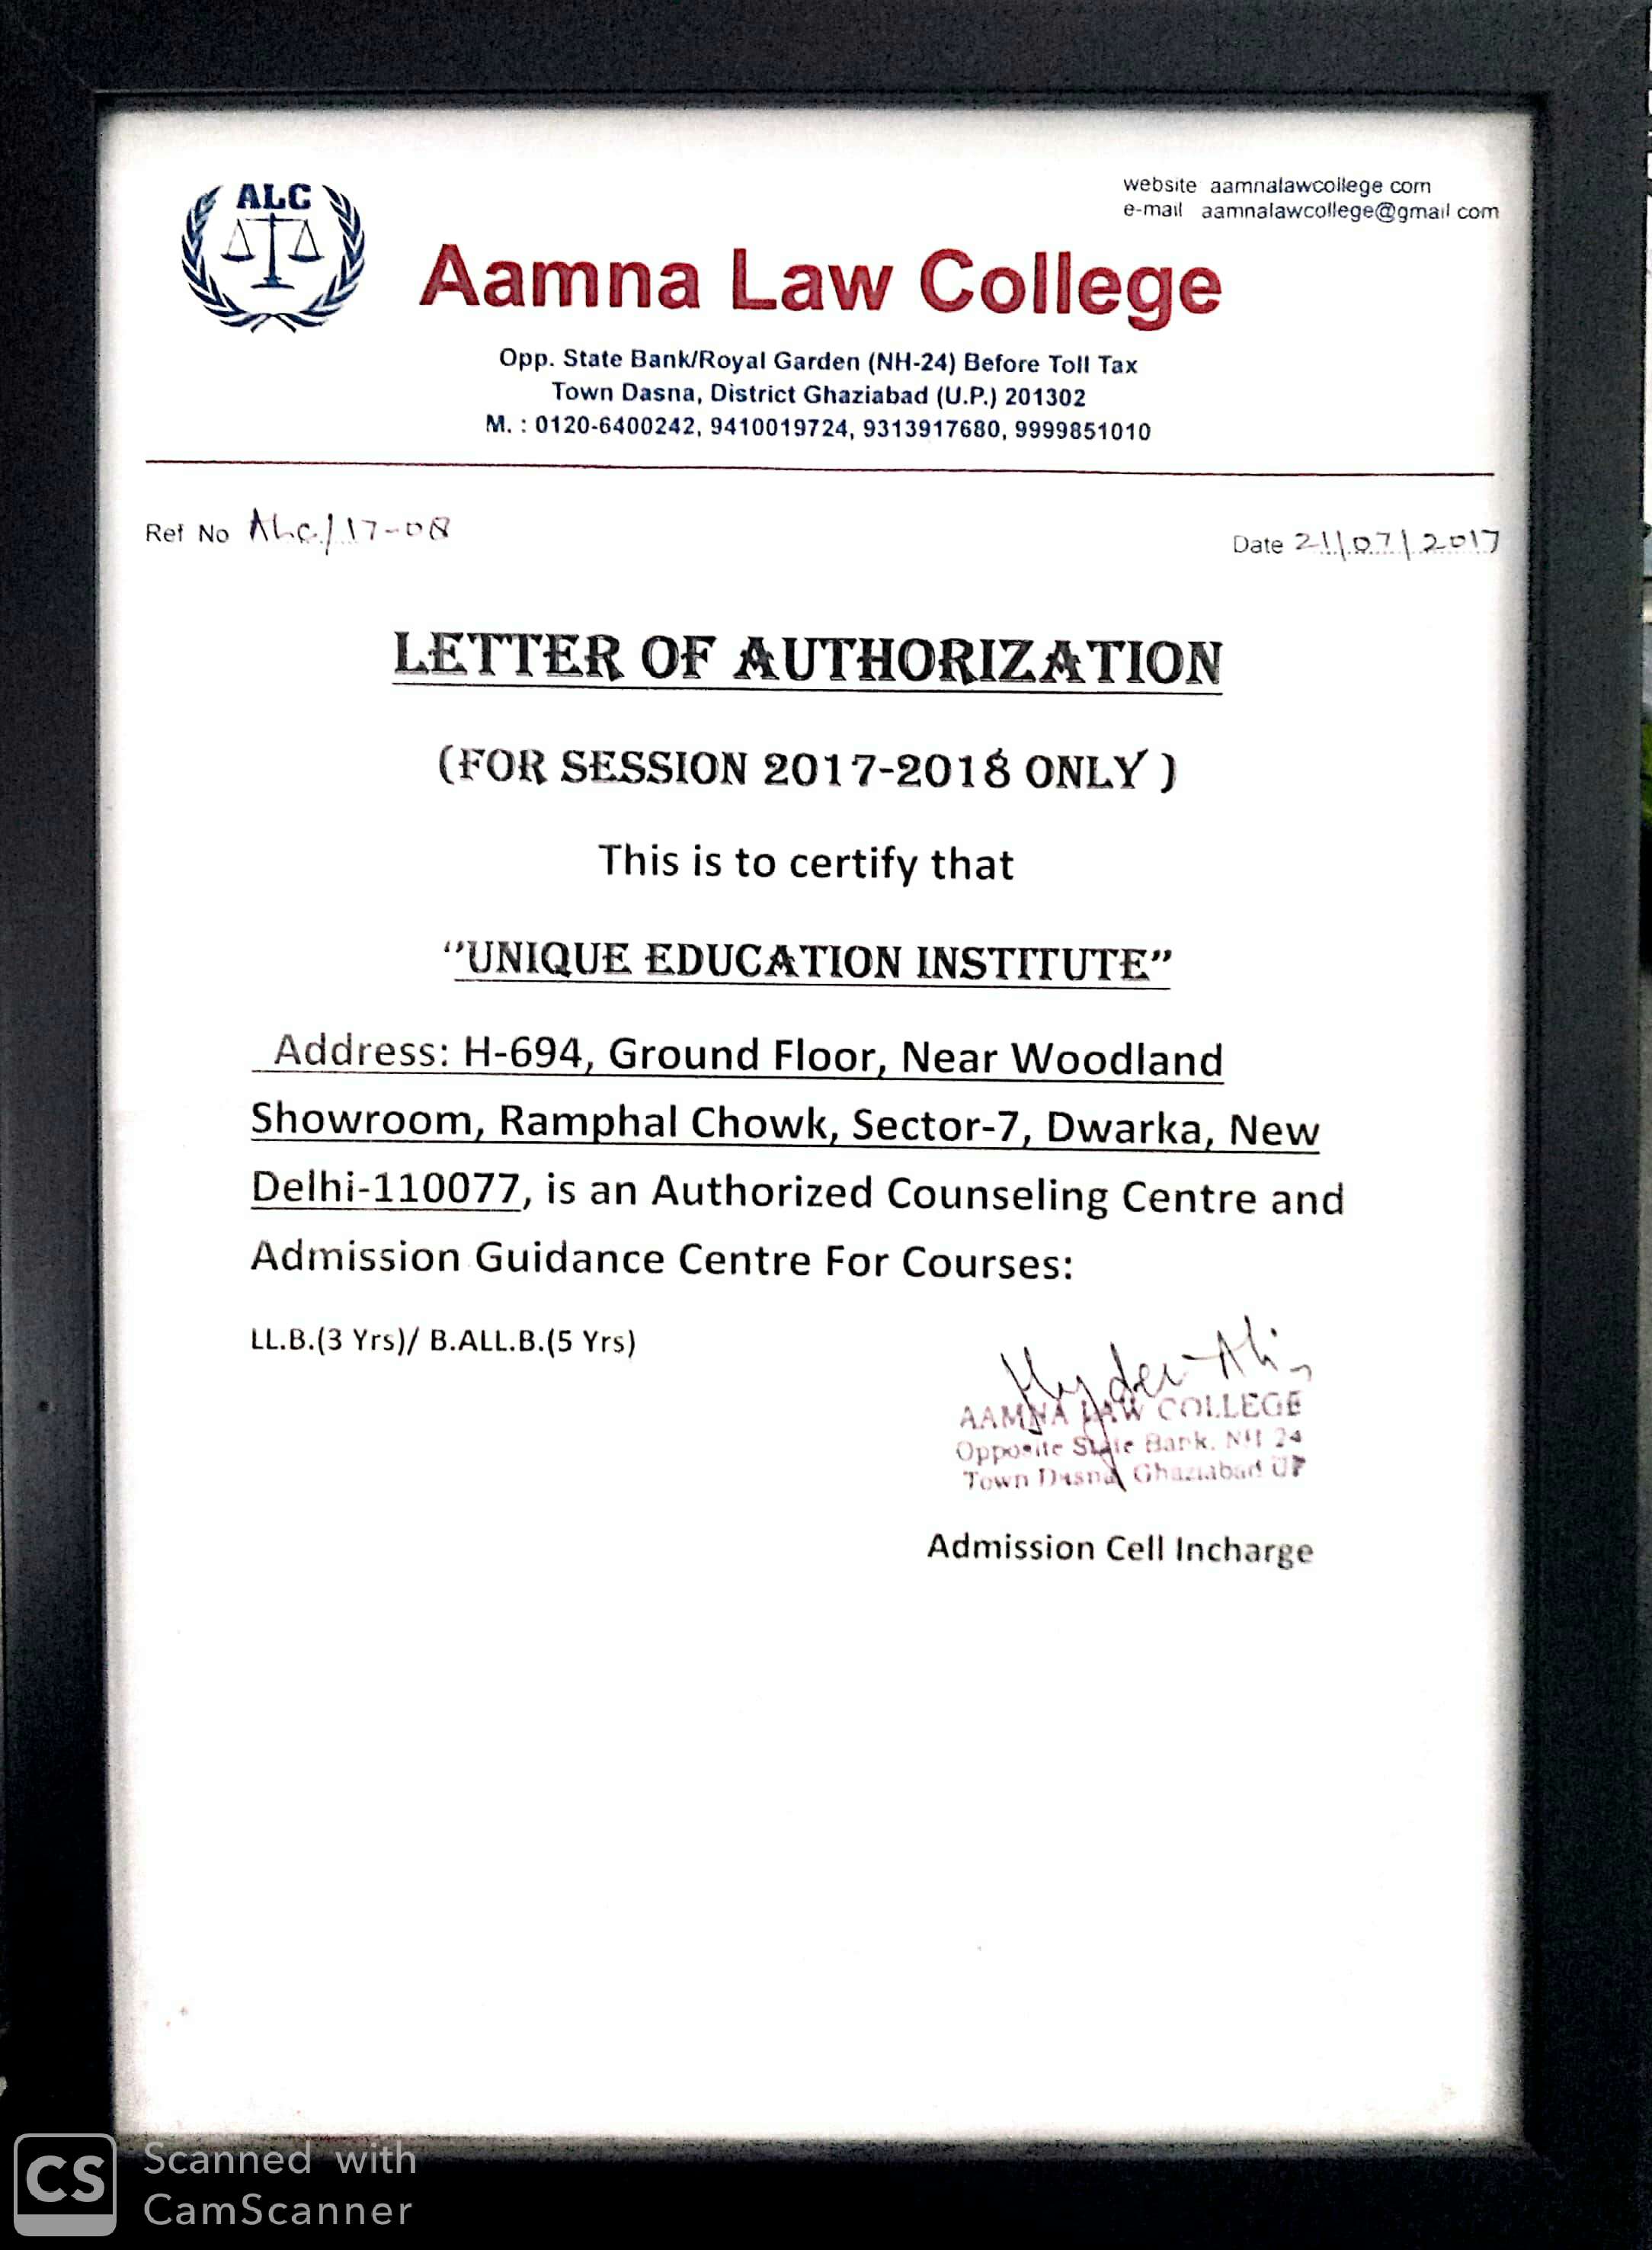 ALC
website aamnalawcollege com
e-mail aamnalawcollege@gmail com
Aamna Law College
Opp. State Bank/Royal Garden (NH-24) Before Toll Tax
Town Dasna, District Ghaziabad (U.P.) 201302
M. : 0120-6400242, 9410019724, 9313917680, 9999851010
Ref No ALC/17-08
Date 21/07/2017
LETTER OF AUTHORIZATION
(FOR SESSION 2017-2018 ONLY )
This is to certify that
"UNIQUE EDUCATION INSTITUTE"
Address: H-694, Ground Floor, Near Woodland
Showroom, Ramphal Chowk, Sector-7, Dwarka, New
Delhi-110077, is an Authorized Counseling Centre and
Admission Guidance Centre For Courses:
LL.B.(3 Yrs)/ B.ALL.B.(5 Yrs)
Hyder Ali
AAMNA LAW COLLEGE
Opposite State Bank, NH 24
Town Dasna, Ghaziabad UP
Admission Cell Incharge
CS
Scanned with
CamScanner